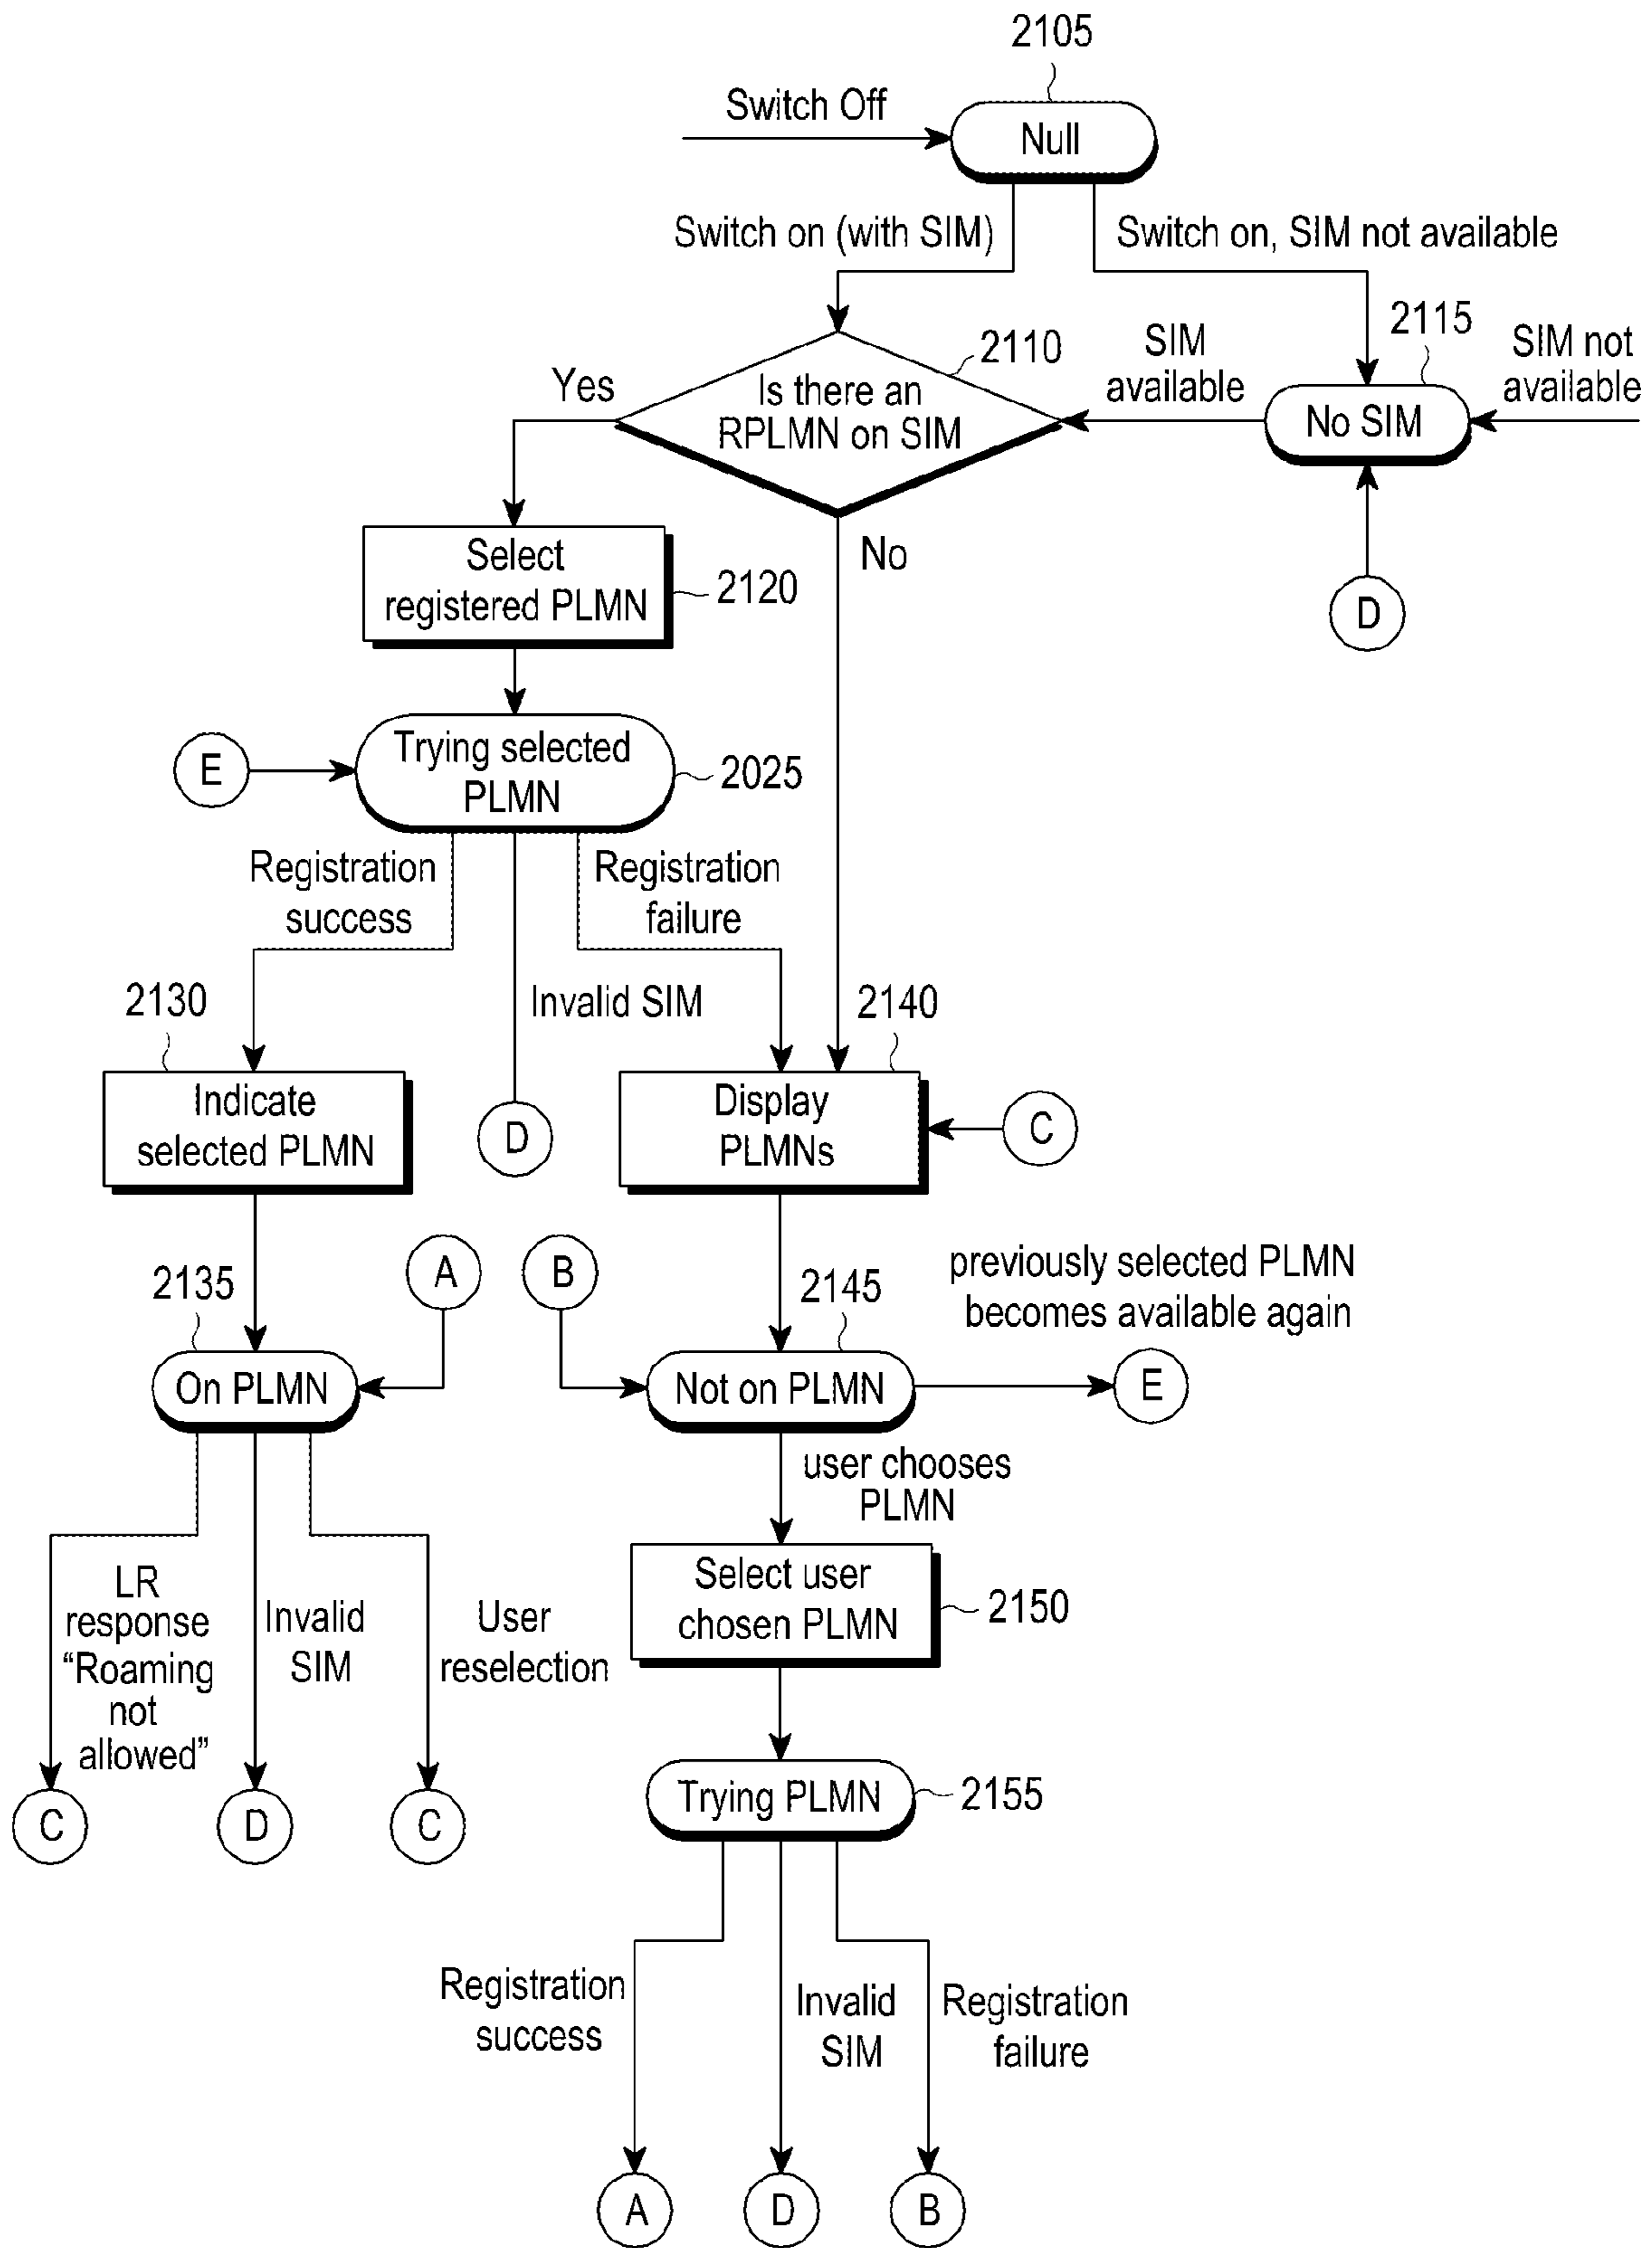 2105
Switch Off
Null
Switch on (with SIM)
Switch on, SIM not available
2115
2110
SIM
available
SIM not
available
Yes
Is there an
RPLMN on SIM
No SIM
No
Select
registered PLMN
2120
D
E
Trying selected
PLMN
2025
Registration
success
Registration
failure
2130
Invalid SIM
2140
Indicate
selected PLMN
D
Display
PLMNs
C
2135
A
B
2145
previously selected PLMN
becomes available again
On PLMN
Not on PLMN
E
user chooses
PLMN
LR
response
“Roaming
not
allowed”
Invalid
SIM
User
reselection
Select user
chosen PLMN
2150
C
D
C
Trying PLMN
2155
Registration
success
Invalid
SIM
Registration
failure
A
D
B